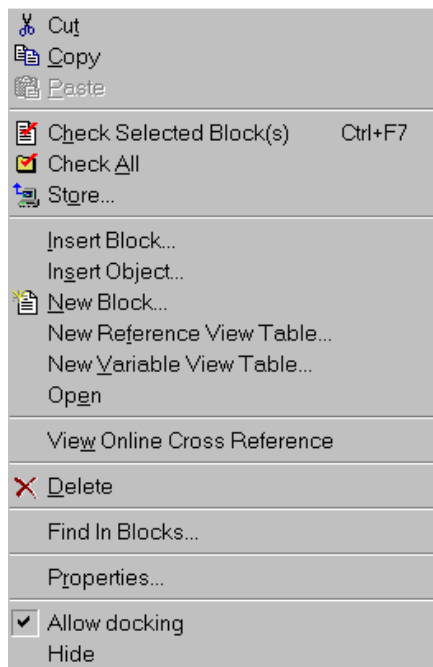 Cut
Copy
Paste
Check Selected Block(s) Ctrl+F7
Check All
Store...
Insert Block...
Insert Object...
New Block...
New Reference View Table...
New Variable View Table...
Open
View Online Cross Reference
Delete
Find In Blocks...
Properties...
Allow docking
Hide